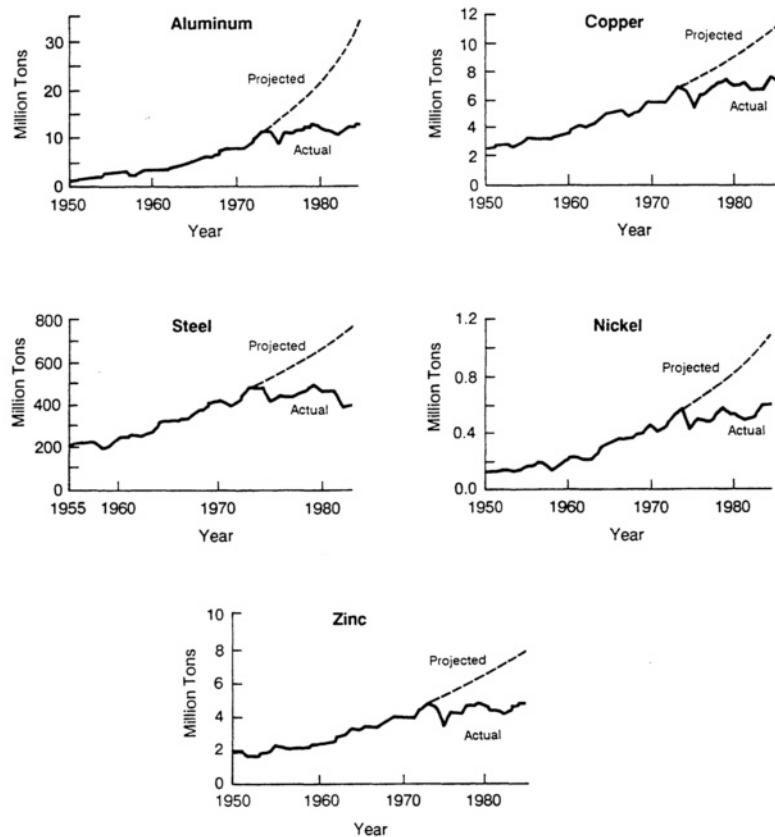 Aluminum
Million Tons
35
30
20
10
0
Projected
Actual
1950
1960
1970
1980
Year
Copper
Million Tons
12
10
8
6
4
2
0
Projected
Actual
1950
1960
1970
1980
Year
Steel
Million Tons
800
600
400
200
0
Projected
Actual
1955
1960
1970
1980
Year
Nickel
Million Tons
1.2
0.8
0.4
0.0
Projected
Actual
1950
1960
1970
1980
Year
Zinc
Million Tons
10
8
6
4
2
0
Projected
Actual
1950
1960
1970
1980
Year